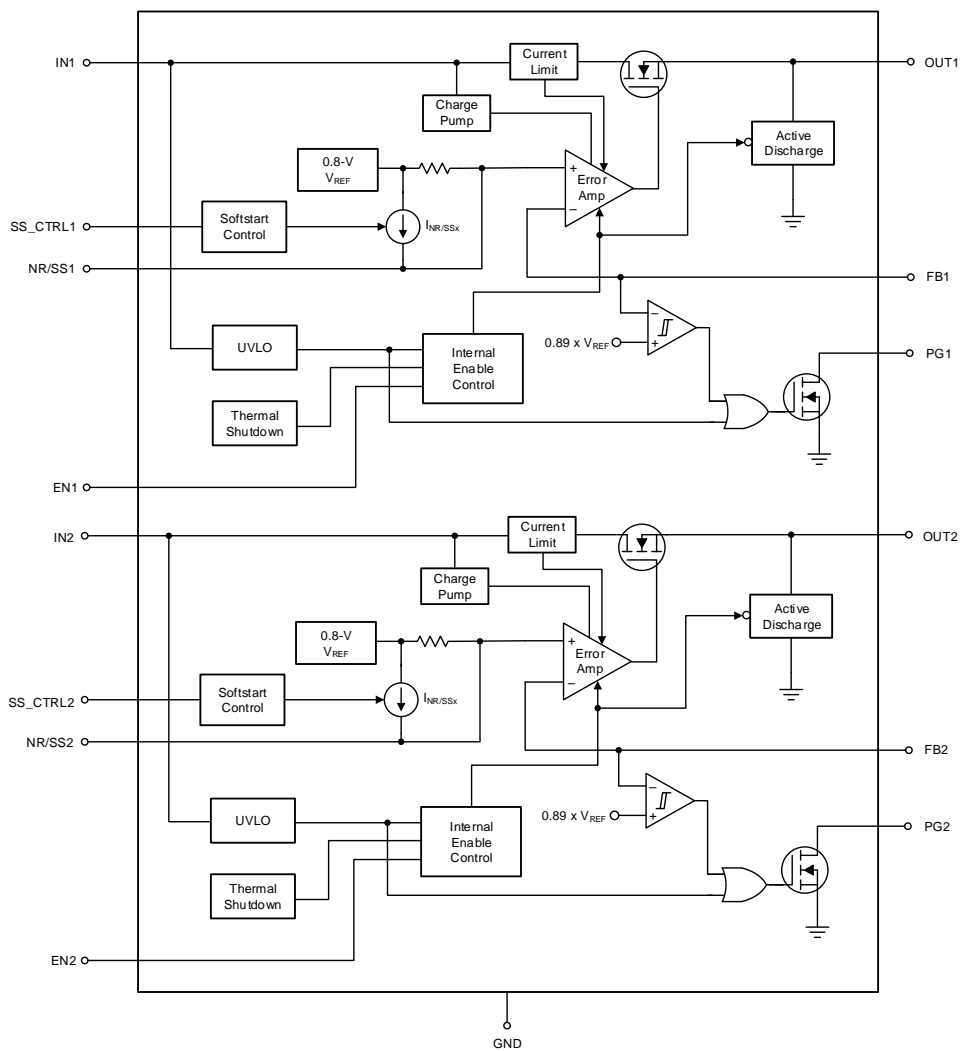 IN1
Current
Limit
OUT1
Charge
Pump
Active
Discharge
0.8-V
VREF
+
Error
Amp
−
SS_CTRL1
Softstart
Control
INR/SSx
NR/SS1
FB1
UVLO
Internal
Enable
Control
0.89 x VREF
−
+
PG1
Thermal
Shutdown
EN1
IN2
Current
Limit
OUT2
Charge
Pump
Active
Discharge
0.8-V
VREF
+
Error
Amp
−
SS_CTRL2
Softstart
Control
INR/SSx
NR/SS2
FB2
UVLO
Internal
Enable
Control
0.89 x VREF
−
+
PG2
Thermal
Shutdown
EN2
GND